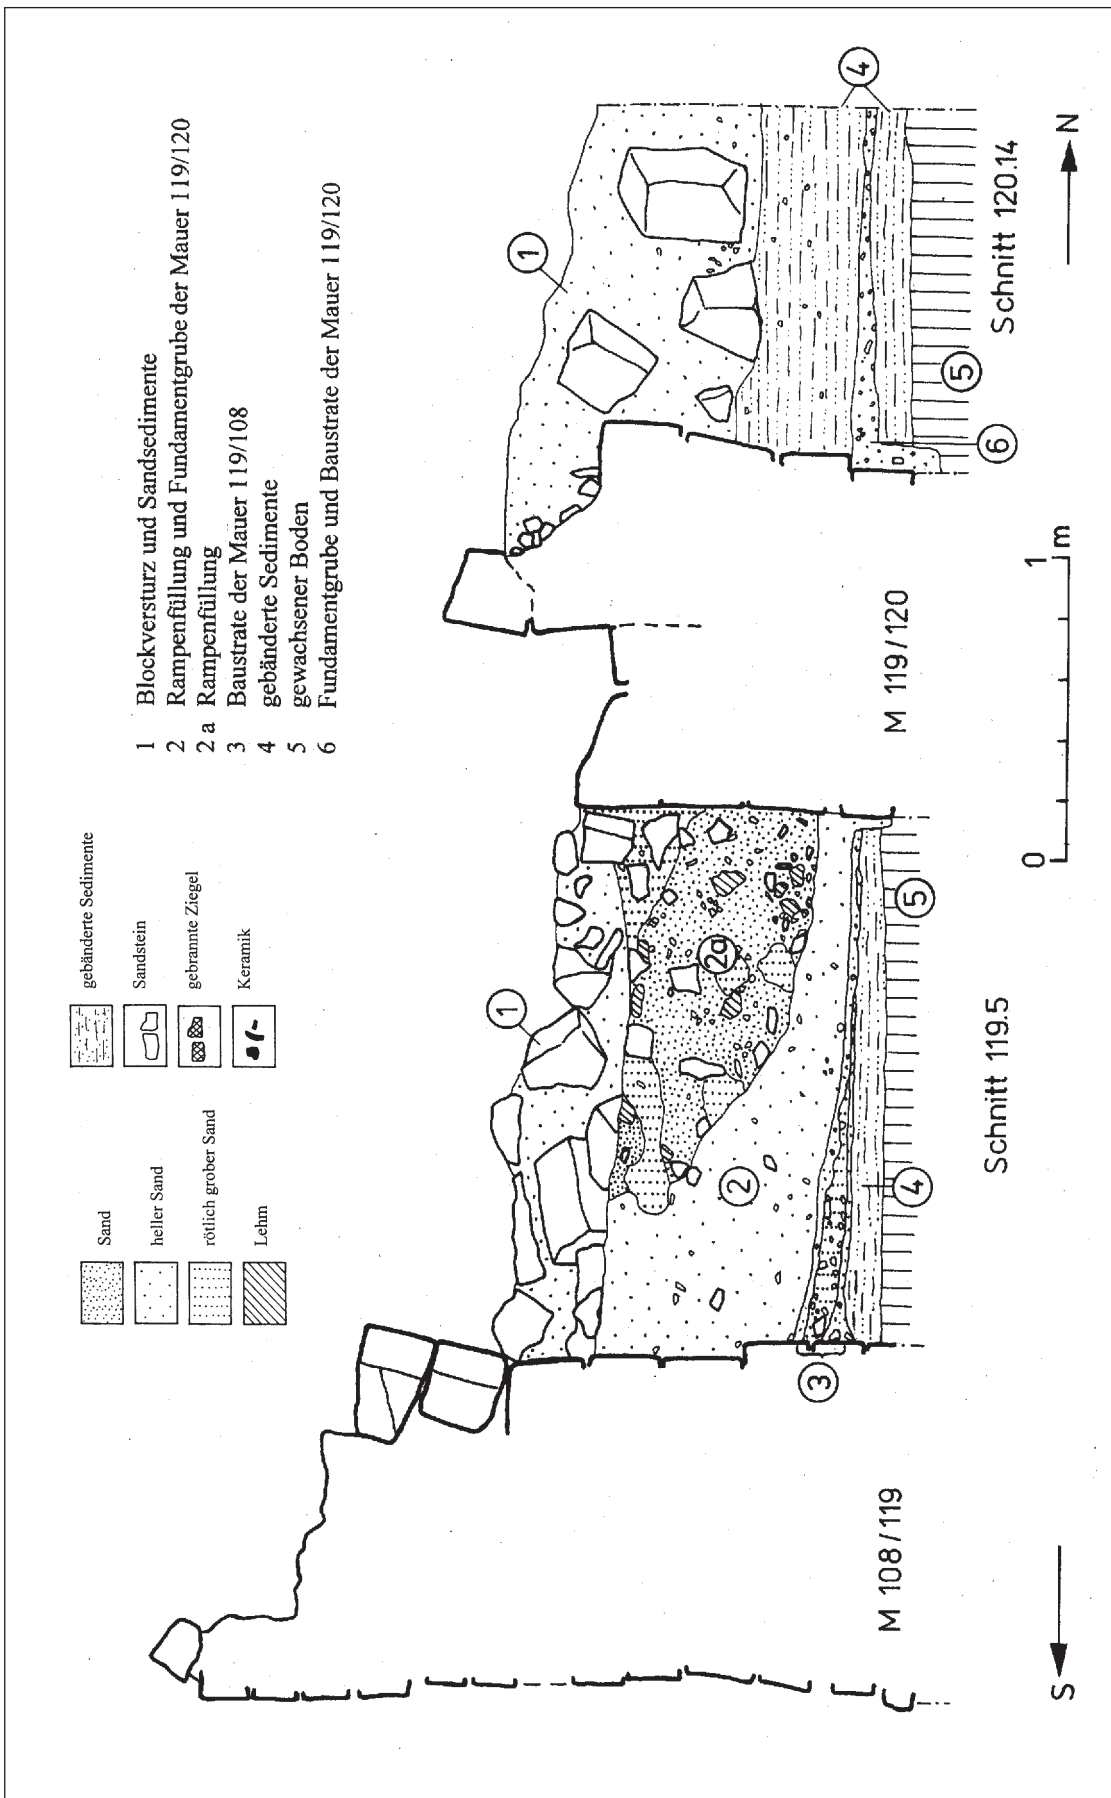 Sand
heller Sand
rötlich grober Sand
Lehm
gebänderte Sedimente
Sandstein
gebrannte Ziegel
Keramik
1 Blockversturz und Sandsedimente
2 Rampenfüllung und Fundamentgrube der Mauer 119/120
2 a Rampenfüllung
3 Baustrate der Mauer 119/108
4 gebänderte Sedimente
5 gewachsener Boden
6 Fundamentgrube und Baustrate der Mauer 119/120
1
1
4
2a
2
3
4
5
6
5
M 108/119
Schnitt 119.5
M 119/120
Schnitt 120.14
S
0
1 m
N